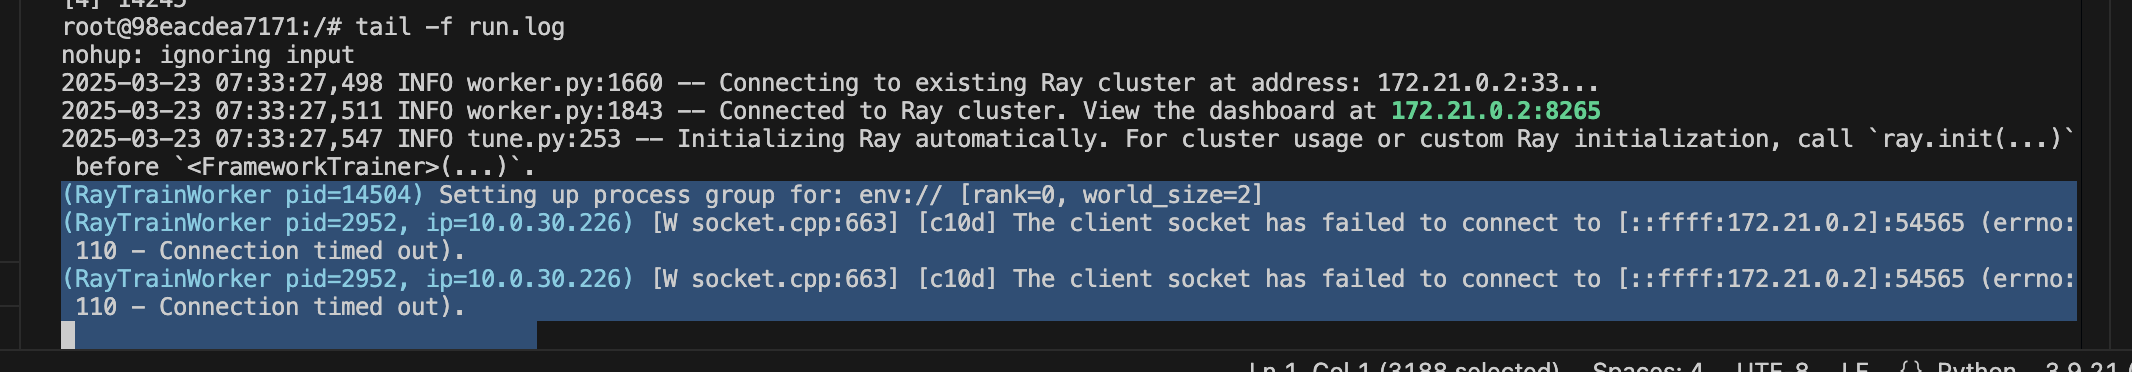 [4] 14245
root@98eacdea7171:/# tail -f run.log
nohup: ignoring input
2025-03-23 07:33:27,498 INFO worker.py:1660 -- Connecting to existing Ray cluster at address: 172.21.0.2:33...
2025-03-23 07:33:27,511 INFO worker.py:1843 -- Connected to Ray cluster. View the dashboard at 172.21.0.2:8265
2025-03-23 07:33:27,547 INFO tune.py:253 -- Initializing Ray automatically. For cluster usage or custom Ray initialization, call `ray.init(...)`
before `<FrameworkTrainer>(...)`.
(RayTrainWorker pid=14504) Setting up process group for: env:// [rank=0, world_size=2]
(RayTrainWorker pid=2952, ip=10.0.30.226) [W socket.cpp:663] [c10d] The client socket has failed to connect to [::ffff:172.21.0.2]:54565 (errno:
110 - Connection timed out).
(RayTrainWorker pid=2952, ip=10.0.30.226) [W socket.cpp:663] [c10d] The client socket has failed to connect to [::ffff:172.21.0.2]:54565 (errno:
110 - Connection timed out).
Ln 1, Col 1 (3188 selected) Spaces: 4 UTF-8 LF {} Python 3.9.21